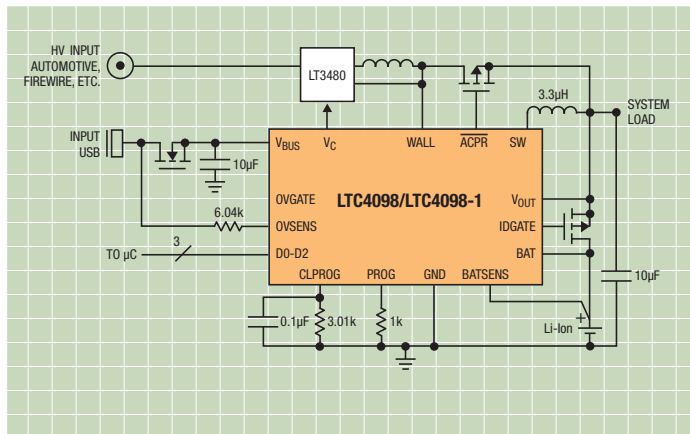 HV INPUT
AUTOMOTIVE,
FIREWIRE, ETC.
LT3480
3.3µH
SYSTEM
LOAD
INPUT
USB
10µF
VBUS
VC
WALL
ACPR
SW
OVGATE
LTC4098/LTC4098-1
VOUT
6.04k
OVSENS
IDGATE
TO µC
3
D0-D2
BAT
CLPROG
PROG
GND
BATSENS
10µF
0.1µF
3.01k
1k
+
Li-Ion